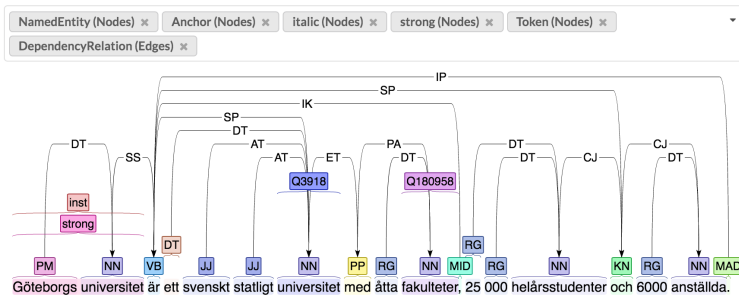 NamedEntity (Nodes) × Anchor (Nodes) × italic (Nodes) × strong (Nodes) × Token (Nodes) ×
DependencyRelation (Edges) ×
IP
SP
IK
SP
DT
DT AT PA DT CJ
SS AT ET DT DT CJ DT
Q3918 Q180958
inst
strong
DT RG
PM NN VB JJ JJ NN PP RG NN MID RG NN KN RG NN MAD
Göteborgs universitet är ett svenskt statligt universitet med åtta fakulteter, 25 000 helårsstudenter och 6000 anställda.